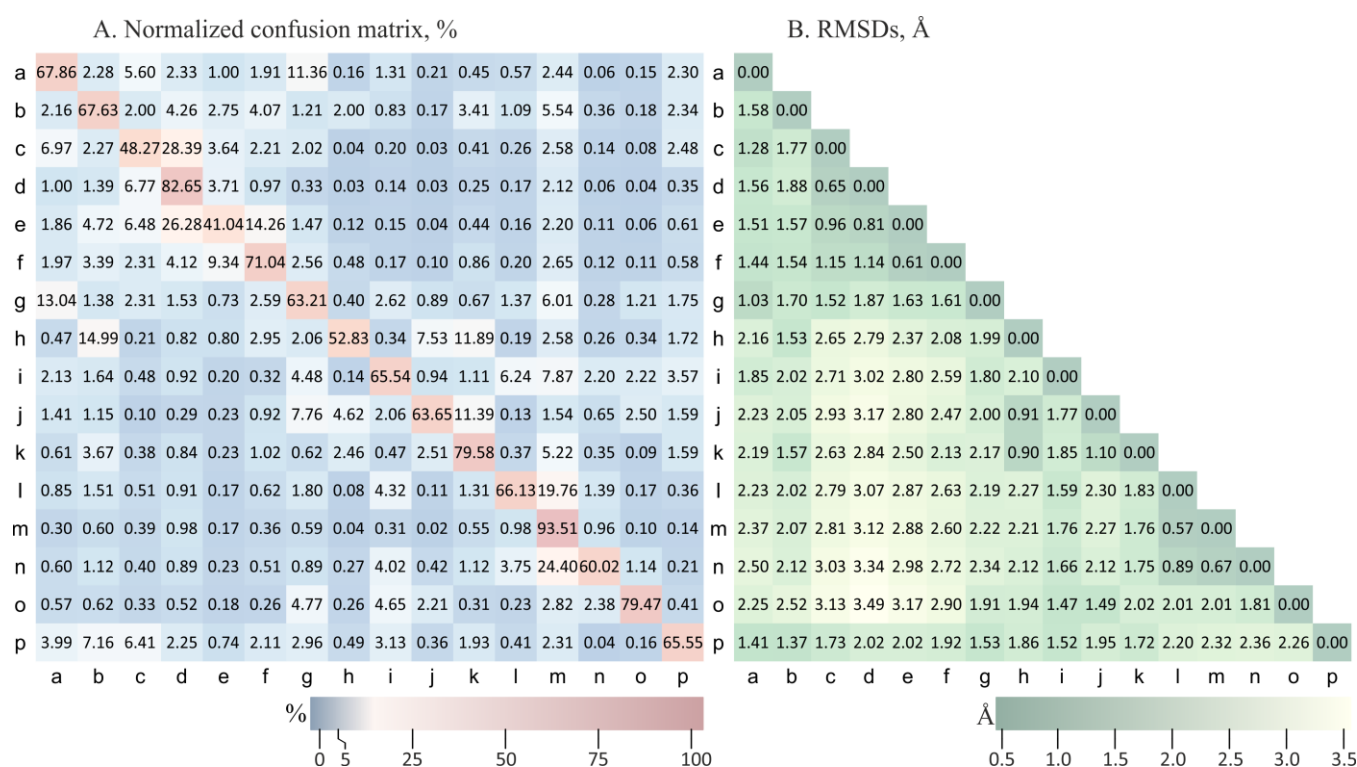 A. Normalized confusion matrix, % B. RMSDs, Å
a 67.86 2.28 5.60 2.33 1.00 1.91 11.36 0.16 1.31 0.21 0.45 0.57 2.44 0.06 0.15 2.30 a 0.00
b 2.16 67.63 2.00 4.26 2.75 4.07 1.21 2.00 0.83 0.17 3.41 1.09 5.54 0.36 0.18 2.34 b 1.58 0.00
c 6.97 2.27 48.27 28.39 3.64 2.21 2.02 0.04 0.20 0.03 0.41 0.26 2.58 0.14 0.08 2.48 c 1.28 1.77 0.00
d 1.00 1.39 6.77 82.65 3.71 0.97 0.33 0.03 0.14 0.03 0.25 0.17 2.12 0.06 0.04 0.35 d 1.56 1.88 0.65 0.00
e 1.86 4.72 6.48 26.28 41.04 14.26 1.47 0.12 0.15 0.04 0.44 0.16 2.20 0.11 0.06 0.61 e 1.51 1.57 0.96 0.81 0.00
f 1.97 3.39 2.31 4.12 9.34 71.04 2.56 0.48 0.17 0.10 0.86 0.20 2.65 0.12 0.11 0.58 f 1.44 1.54 1.15 1.14 0.61 0.00
g 13.04 1.38 2.31 1.53 0.73 2.59 63.21 0.40 2.62 0.89 0.67 1.37 6.01 0.28 1.21 1.75 g 1.03 1.70 1.52 1.87 1.63 1.61 0.00
h 0.47 14.99 0.21 0.82 0.80 2.95 2.06 52.83 0.34 7.53 11.89 0.19 2.58 0.26 0.34 1.72 h 2.16 1.53 2.65 2.79 2.37 2.08 1.99 0.00
i 2.13 1.64 0.48 0.92 0.20 0.32 4.48 0.14 65.54 0.94 1.11 6.24 7.87 2.20 2.22 3.57 i 1.85 2.02 2.71 3.02 2.80 2.59 1.80 2.10 0.00
j 1.41 1.15 0.10 0.29 0.23 0.92 7.76 4.62 2.06 63.65 11.39 0.13 1.54 0.65 2.50 1.59 j 2.23 2.05 2.93 3.17 2.80 2.47 2.00 0.91 1.77 0.00
k 0.61 3.67 0.38 0.84 0.23 1.02 0.62 2.46 0.47 2.51 79.58 0.37 5.22 0.35 0.09 1.59 k 2.19 1.57 2.63 2.84 2.50 2.13 2.17 0.90 1.85 1.10 0.00
l 0.85 1.51 0.51 0.91 0.17 0.62 1.80 0.08 4.32 0.11 1.31 66.13 19.76 1.39 0.17 0.36 l 2.23 2.02 2.79 3.07 2.87 2.63 2.19 2.27 1.59 2.30 1.83 0.00
m 0.30 0.60 0.39 0.98 0.17 0.36 0.59 0.04 0.31 0.02 0.55 0.98 93.51 0.96 0.10 0.14 m 2.37 2.07 2.81 3.12 2.88 2.60 2.22 2.21 1.76 2.27 1.76 0.57 0.00
n 0.60 1.12 0.40 0.89 0.23 0.51 0.89 0.27 4.02 0.42 1.12 3.75 24.40 60.02 1.14 0.21 n 2.50 2.12 3.03 3.34 2.98 2.72 2.34 2.12 1.66 2.12 1.75 0.89 0.67 0.00
o 0.57 0.62 0.33 0.52 0.18 0.26 4.77 0.26 4.65 2.21 0.31 0.23 2.82 2.38 79.47 0.41 o 2.25 2.52 3.13 3.49 3.17 2.90 1.91 1.94 1.47 1.49 2.02 2.01 2.01 1.81 0.00
p 3.99 7.16 6.41 2.25 0.74 2.11 2.96 0.49 3.13 0.36 1.93 0.41 2.31 0.04 0.16 65.55 p 1.41 1.37 1.73 2.02 2.02 1.92 1.53 1.86 1.52 1.95 1.72 2.20 2.32 2.36 2.26 0.00
a b c d e f g h i j k l m n o p a b c d e f g h i j k l m n o p
% Å
0 5 25 50 75 100 0.5 1.0 1.5 2.0 2.5 3.0 3.5